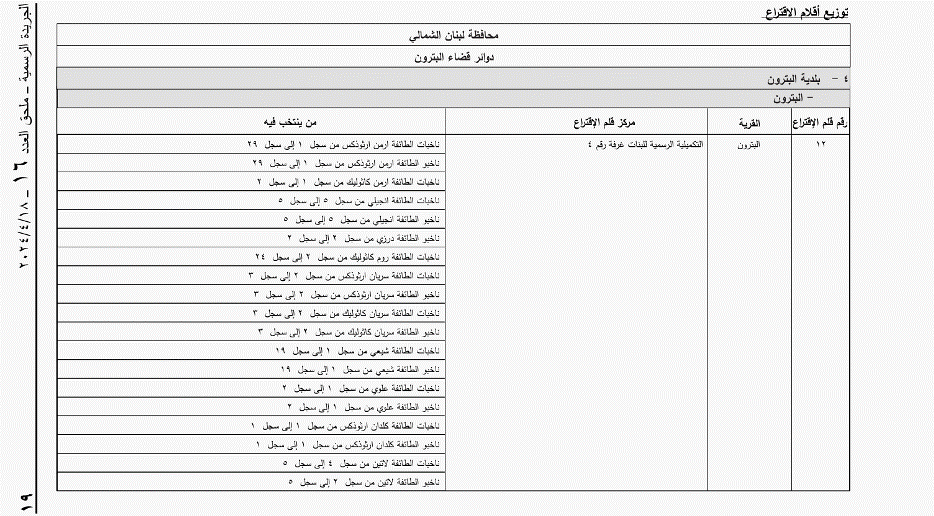 توزيع أقلام الاقتراع
محافظة لبنان الشمالي
دوائر قضاء البترون
٤ - بلدية البترون
- البترون
رقم قلم الإقتراع القرية مركز قلم الإقتراع من ينتخب فيه
١٢ البترون التكميلية الرسمية للبنات غرفة رقم ٤ ناخبات الطائفة ارمن ارثوذكس من سجل ١ إلى سجل ٢٩
ناخبو الطائفة ارمن ارثوذكس من سجل ١ إلى سجل ٢٩
ناخبات الطائفة ارمن كاثوليك من سجل ١ إلى سجل ٢
ناخبات الطائفة انجيلي من سجل ٥ إلى سجل ٥
ناخبو الطائفة انجيلي من سجل ٥ إلى سجل ٥
ناخبو الطائفة درزي من سجل ٢ إلى سجل ٢
ناخبات الطائفة روم كاثوليك من سجل ٢ إلى سجل ٢٤
ناخبات الطائفة سريان ارثوذكس من سجل ٢ إلى سجل ٣
ناخبو الطائفة سريان ارثوذكس من سجل ٢ إلى سجل ٣
ناخبات الطائفة سريان كاثوليك من سجل ٢ إلى سجل ٣
ناخبو الطائفة سريان كاثوليك من سجل ٢ إلى سجل ٣
ناخبات الطائفة شيعي من سجل ١ إلى سجل ١٩
ناخبو الطائفة شيعي من سجل ١ إلى سجل ١٩
ناخبات الطائفة علوي من سجل ١ إلى سجل ٢
ناخبو الطائفة علوي من سجل ١ إلى سجل ٢
ناخبات الطائفة كلدان ارثوذكس من سجل ١ إلى سجل ١
ناخبو الطائفة كلدان ارثوذكس من سجل ١ إلى سجل ١
ناخبات الطائفة لاتين من سجل ٤ إلى سجل ٥
ناخبو الطائفة لاتين من سجل ٢ إلى سجل ٥
الجريدة الرسمية – ملحق العدد ١٦ – ٢٠٢٤/٤/١٨
١٩